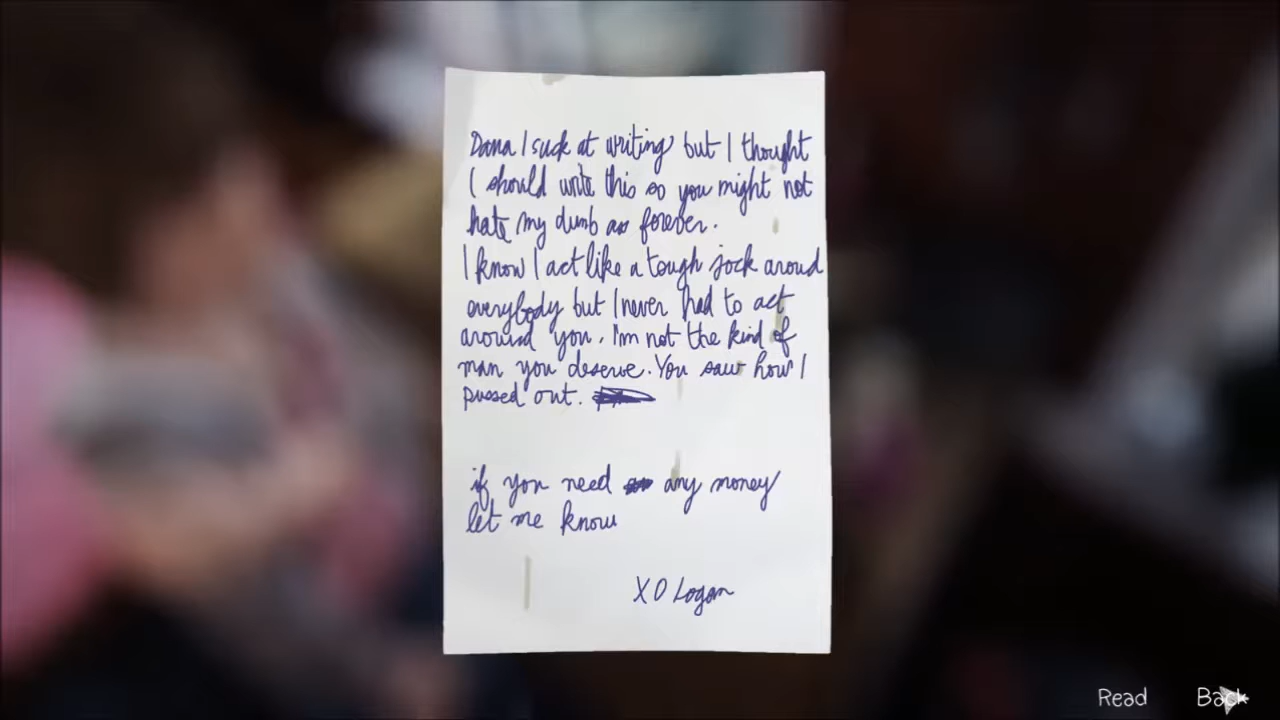 Dana I suck at writing but I thought
I should write this so you might not
hate my dumb ass forever.
I know I act like a tough jock aroud
everybody but I never had to act
around you. I'm not the kind of
man you deserve. You saw how I
pussed out.
if you need any money
let me know
XO Logan
Read
Back